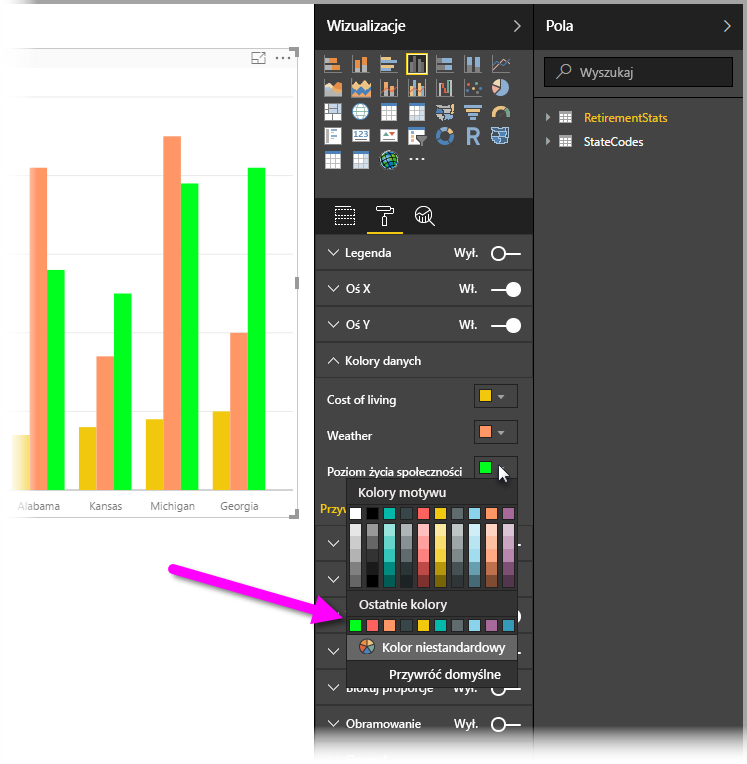 Wizualizacje
Pola
Wyszukaj
RetirementStats
StateCodes
123
R
Legenda Wył.
Oś X Wł.
Oś Y Wł.
Kolory danych
Cost of living
Weather
Poziom życia społeczności
Kolory motywu
Ostatnie kolory
Kolor niestandardowy
Przywróć domyślne
Blokuj proporcje Wył.
Obramowanie Wył.
Alabama Kansas Michigan Georgia